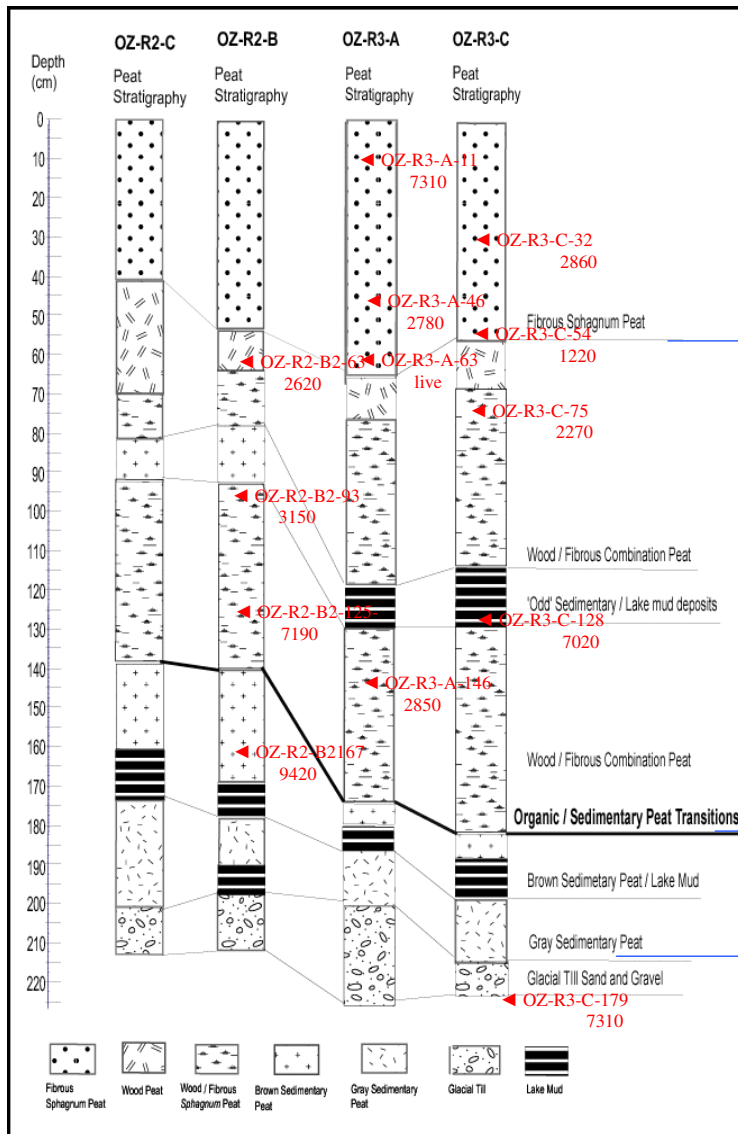 OZ-R2-C OZ-R2-B OZ-R3-A OZ-R3-C
Depth
(cm)
Peat
Stratigraphy
Peat
Stratigraphy
Peat
Stratigraphy
Peat
Stratigraphy
0
10
20
30
40
50
60
70
80
90
100
110
120
130
140
150
160
170
180
190
200
210
220
OZ-R3-A-11
7310
OZ-R3-C-32
2860
OZ-R3-A-46
2780
Fibrous Sphagnum Peat
OZ-R3-C-54
1220
OZ-R2-B2-63
2620
OZ-R3-A-63
live
OZ-R3-C-75
2270
OZ-R2-B2-93
3150
Wood / Fibrous Combination Peat
'Odd' Sedimentary / Lake mud deposits
OZ-R2-B2-125-
7190
OZ-R3-C-128
7020
OZ-R3-A-146
2850
OZ-R2-B2167
9420
Wood / Fibrous Combination Peat
Organic / Sedimentary Peat Transitions
Brown Sedimetary Peat / Lake Mud
Gray Sedimentary Peat
Glacial Till Sand and Gravel
OZ-R3-C-179
7310
Fibrous
Sphagnum Peat
Wood Peat
Wood / Fibrous
Sphagnum Peat
Brown Sedimentary
Peat
Gray Sedimentary
Peat
Glacial Till
Lake Mud